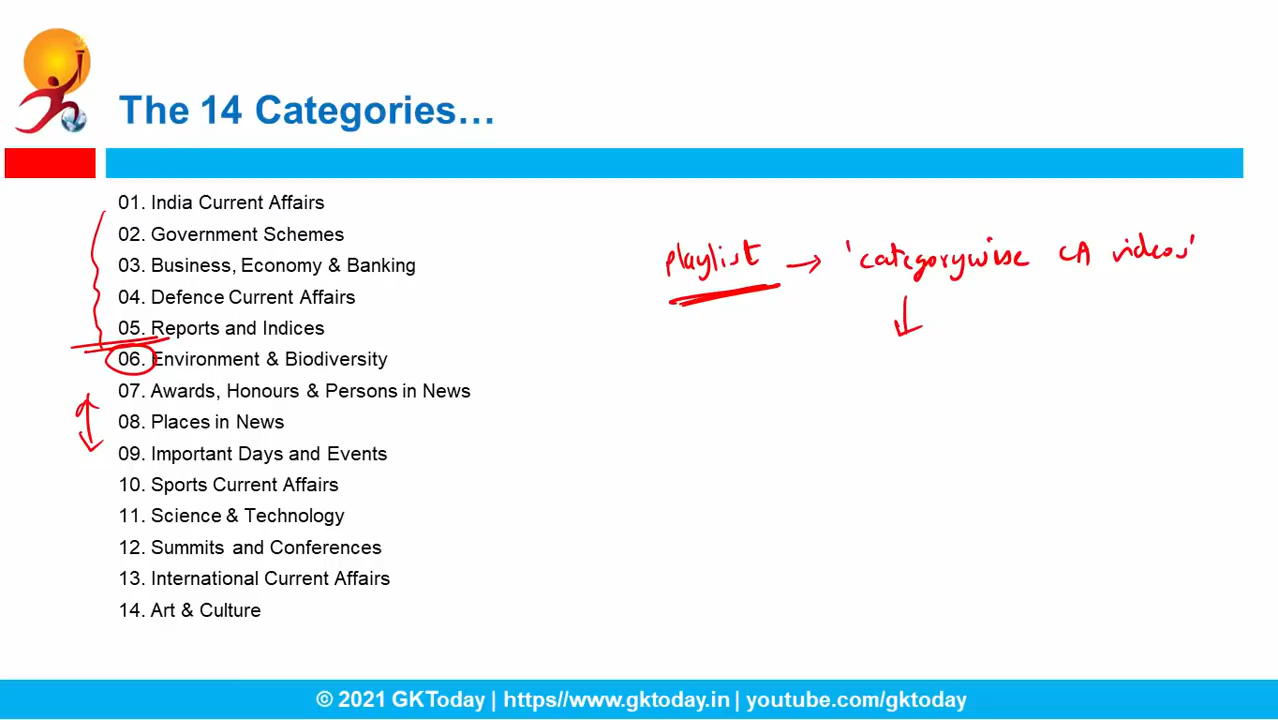 The 14 Categories…
01. India Current Affairs
02. Government Schemes
03. Business, Economy & Banking
04. Defence Current Affairs
05. Reports and Indices
06. Environment & Biodiversity
07. Awards, Honours & Persons in News
08. Places in News
09. Important Days and Events
10. Sports Current Affairs
11. Science & Technology
12. Summits and Conferences
13. International Current Affairs
14. Art & Culture
Playlist → 'categorywise CA videos'
© 2021 GKToday | https//www.gktoday.in | youtube.com/gktoday